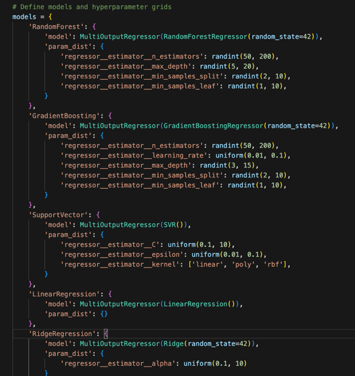 # Define models and hyperparameter grids
models = {
    'RandomForest': {
        'model': MultiOutputRegressor(RandomForestRegressor(random_state=42)),
        'param_dist': {
            'regressor__estimator__n_estimators': randint(50, 200),
            'regressor__estimator__max_depth': randint(5, 20),
            'regressor__estimator__min_samples_split': randint(2, 10),
            'regressor__estimator__min_samples_leaf': randint(1, 10),
        }
    },
    'GradientBoosting': {
        'model': MultiOutputRegressor(GradientBoostingRegressor(random_state=42)),
        'param_dist': {
            'regressor__estimator__n_estimators': randint(50, 200),
            'regressor__estimator__learning_rate': uniform(0.01, 0.1),
            'regressor__estimator__max_depth': randint(3, 15),
            'regressor__estimator__min_samples_split': randint(2, 10),
            'regressor__estimator__min_samples_leaf': randint(1, 10),
        }
    },
    'SupportVector': {
        'model': MultiOutputRegressor(SVR()),
        'param_dist': {
            'regressor__estimator__C': uniform(0.1, 10),
            'regressor__estimator__epsilon': uniform(0.01, 0.1),
            'regressor__estimator__kernel': ['linear', 'poly', 'rbf'],
        }
    },
    'LinearRegression': {
        'model': MultiOutputRegressor(LinearRegression()),
        'param_dist': {}
    },
    'RidgeRegression': {
        'model': MultiOutputRegressor(Ridge(random_state=42)),
        'param_dist': {
            'regressor__estimator__alpha': uniform(0.1, 10)
        }